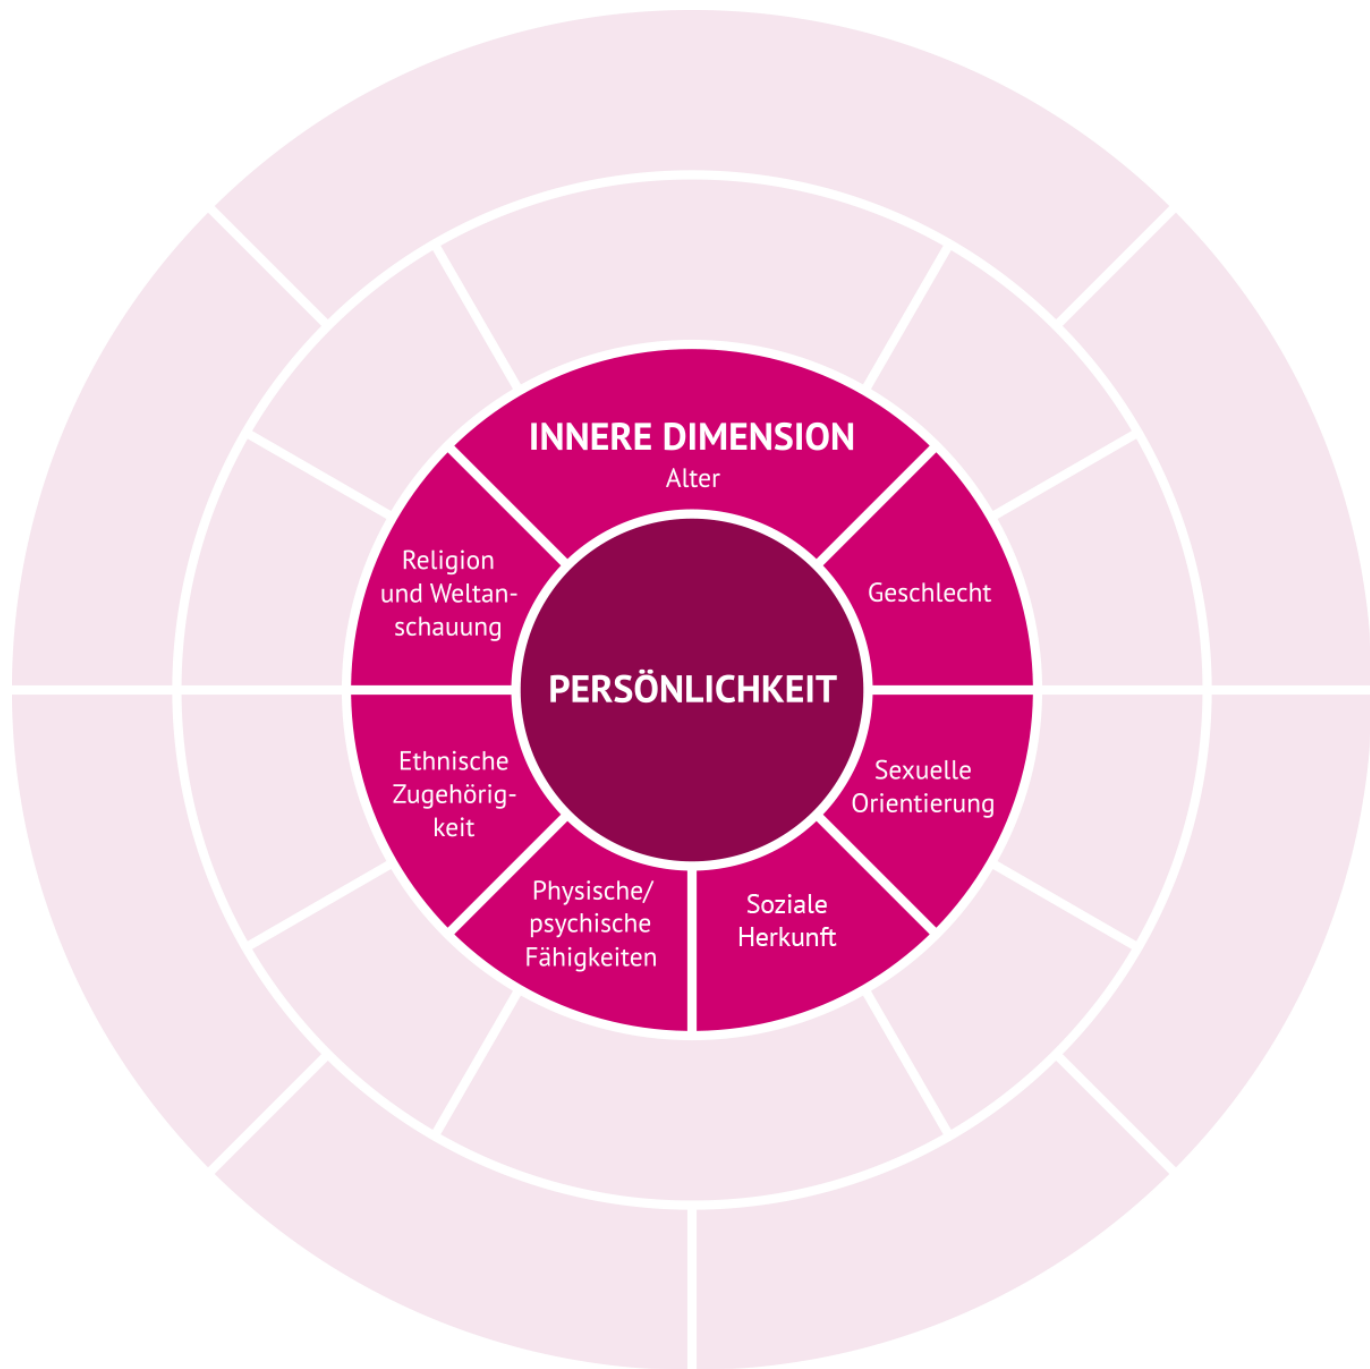 INNERE DIMENSION
Alter
Geschlecht
Sexuelle
Orientierung
Soziale
Herkunft
Physische/
psychische
Fähigkeiten
Ethnische
Zugehörig-
keit
Religion
und Weltan-
schauung
PERSÖNLICHKEIT